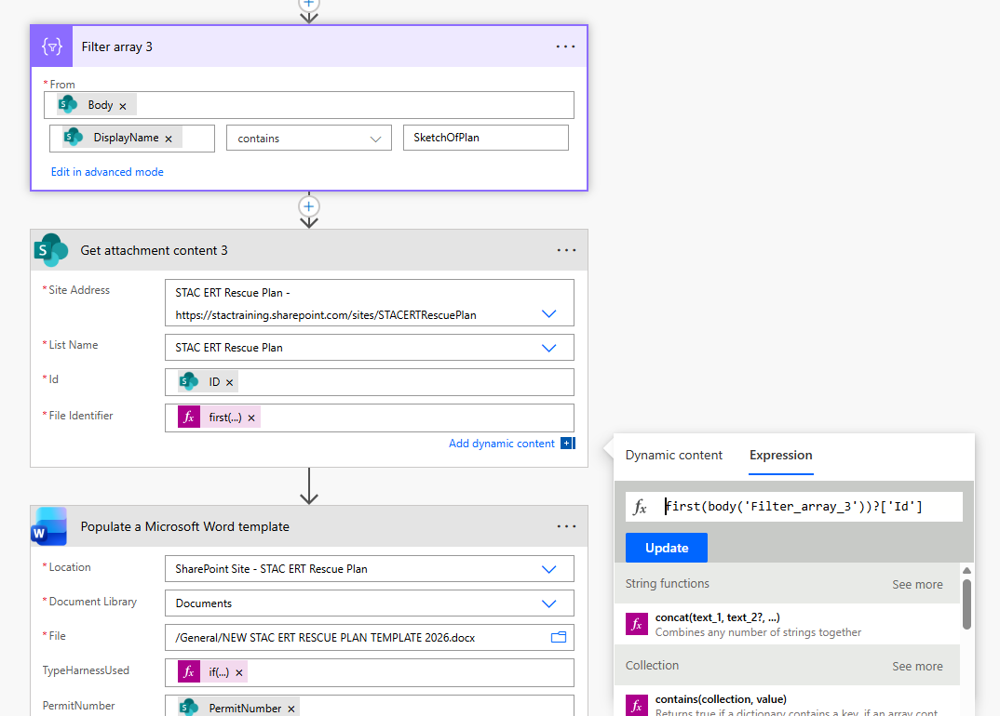 Filter array 3
* From
Body
DisplayName
contains
SketchOfPlan
Edit in advanced mode
Get attachment content 3
* Site Address
STAC ERT Rescue Plan -
https://stactraining.sharepoint.com/sites/STACERTRescuePlan
* List Name
STAC ERT Rescue Plan
* Id
ID
* File Identifier
fx first(...)
Add dynamic content
Populate a Microsoft Word template
* Location
SharePoint Site - STAC ERT Rescue Plan
* Document Library
Documents
* File
/General/NEW STAC ERT RESCUE PLAN TEMPLATE 2026.docx
TypeHarnessUsed
fx if(...)
PermitNumber
PermitNumber
Dynamic content
Expression
fx first(body('Filter_array_3'))?['Id']
Update
String functions
See more
fx concat(text_1, text_2?, ...)
Combines any number of strings together
Collection
See more
fx contains(collection, value)
Returns true if a dictionary contains a key, if an array cont